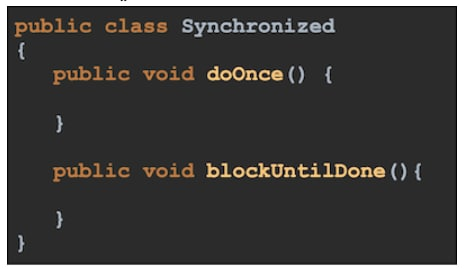 public class Synchronized
{
public void doOnce() {
}
public void blockUntilDone(){
}
}